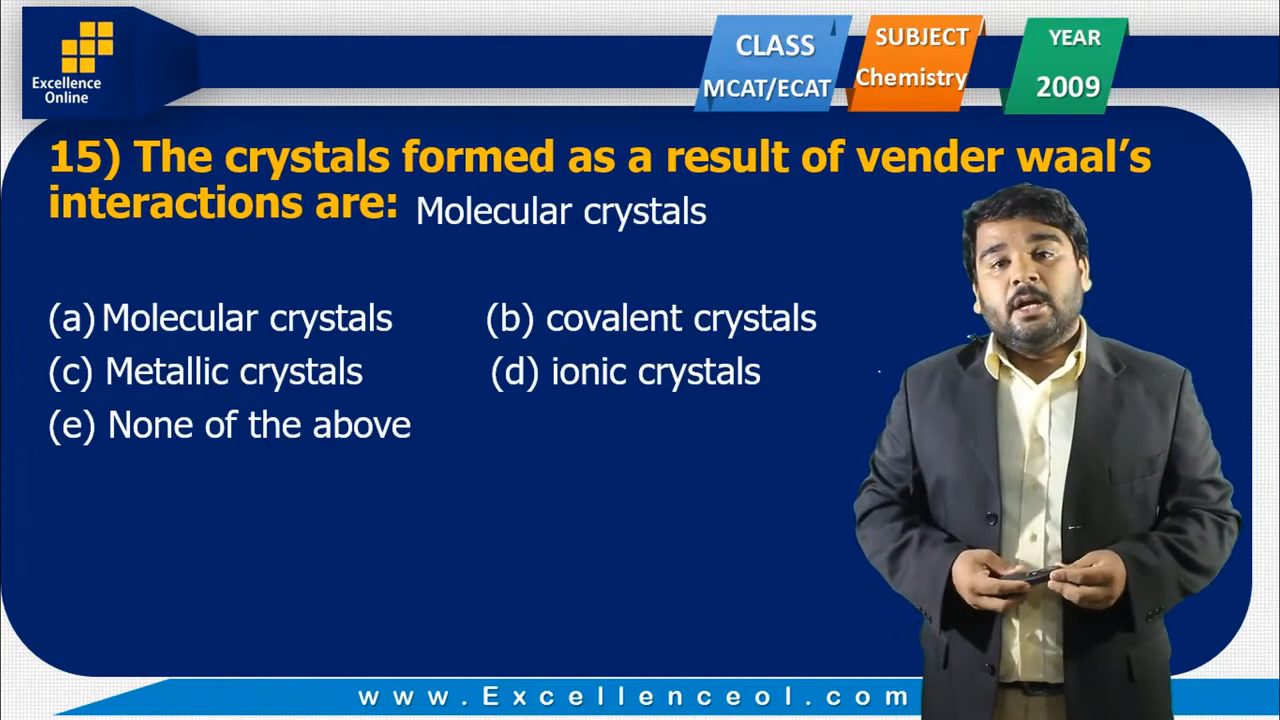 Excellence
Online
CLASS
MCAT/ECAT
SUBJECT
Chemistry
YEAR
2009
15) The crystals formed as a result of vender waal’s
interactions are: Molecular crystals
(a) Molecular crystals (b) covalent crystals
(c) Metallic crystals (d) ionic crystals
(e) None of the above
www.Excellenceol.com